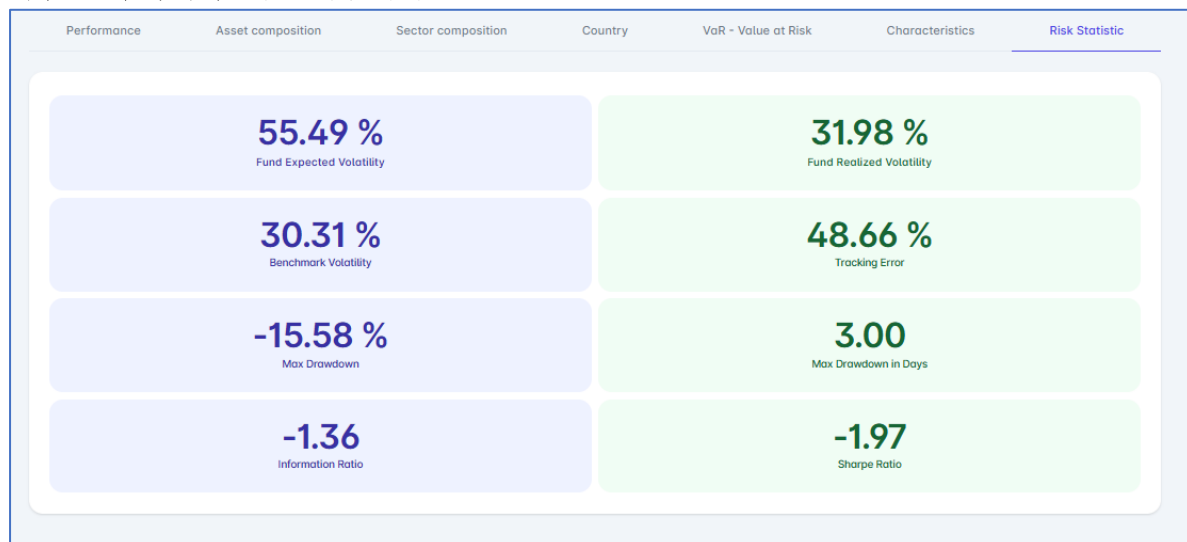 Performance Asset composition Sector composition Country VaR - Value at Risk Characteristics Risk Statistic
55.49 % 31.98 %
Fund Expected Volatility Fund Realized Volatility
30.31 % 48.66 %
Benchmark Volatility Tracking Error
-15.58 % 3.00
Max Drawdown Max Drawdown in Days
-1.36 -1.97
Information Ratio Sharpe Ratio